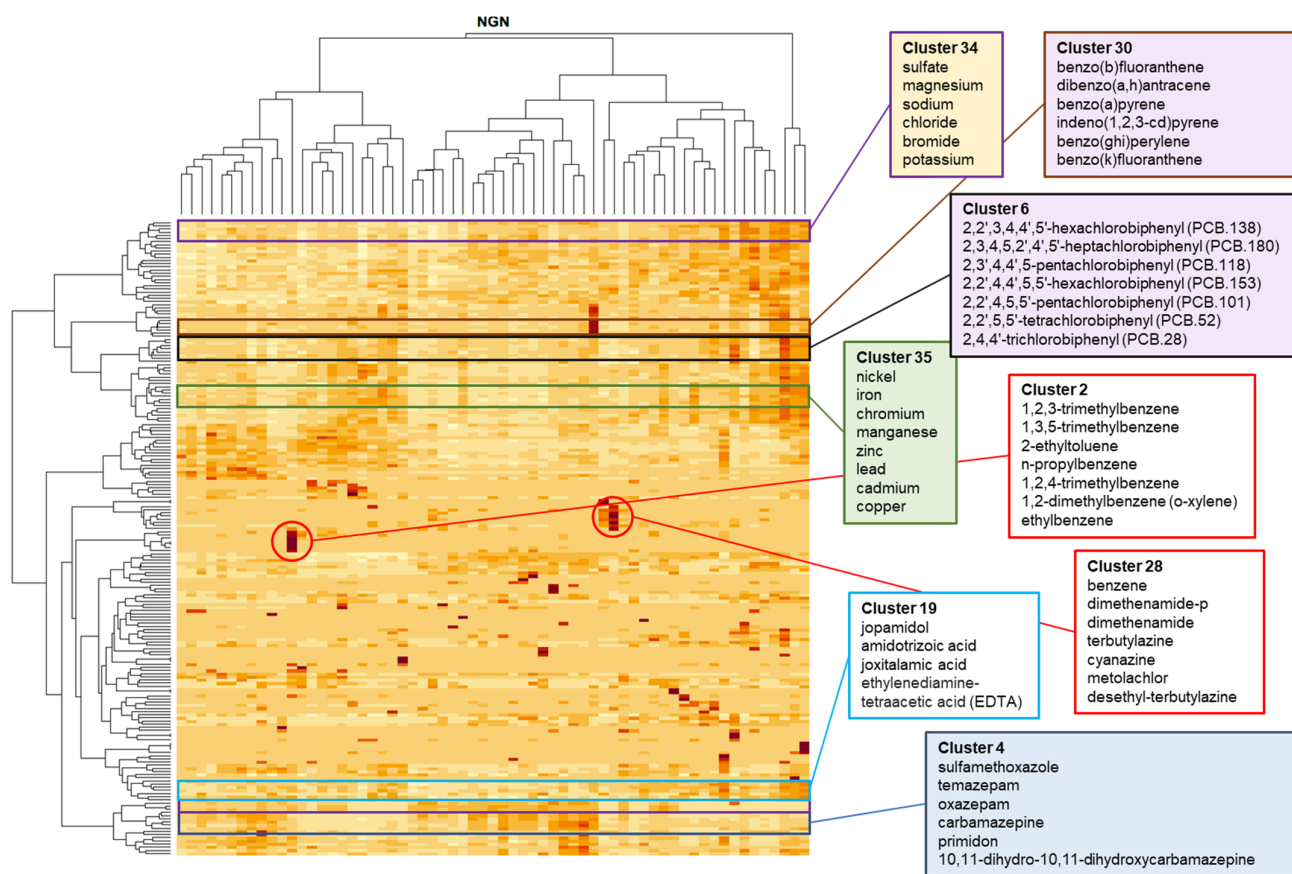 NGN
Cluster 34
sulfate
magnesium
sodium
chloride
bromide
potassium
Cluster 30
benzo(b)fluoranthene
dibenzo(a,h)antracene
benzo(a)pyrene
indeno(1,2,3-cd)pyrene
benzo(ghi)perylene
benzo(k)fluoranthene
Cluster 6
2,2',3,4,4',5'-hexachlorobiphenyl (PCB.138)
2,3,4,5,2',4',5'-heptachlorobiphenyl (PCB.180)
2,3',4,4',5-pentachlorobiphenyl (PCB.118)
2,2',4,4',5,5'-hexachlorobiphenyl (PCB.153)
2,2',4,5,5'-pentachlorobiphenyl (PCB.101)
2,2',5,5'-tetrachlorobiphenyl (PCB.52)
2,4,4'-trichlorobiphenyl (PCB.28)
Cluster 35
nickel
iron
chromium
manganese
zinc
lead
cadmium
copper
Cluster 2
1,2,3-trimethylbenzene
1,3,5-trimethylbenzene
2-ethyltoluene
n-propylbenzene
1,2,4-trimethylbenzene
1,2-dimethylbenzene (o-xylene)
ethylbenzene
Cluster 28
benzene
dimethenamide-p
dimethenamide
terbutylazine
cyanazine
metolachlor
desethyl-terbutylazine
Cluster 19
jopamidol
amidotrizoic acid
joxitalamic acid
ethylenediamine-
tetraacetic acid (EDTA)
Cluster 4
sulfamethoxazole
temazepam
oxazepam
carbamazepine
primidon
10,11-dihydro-10,11-dihydroxycarbamazepine